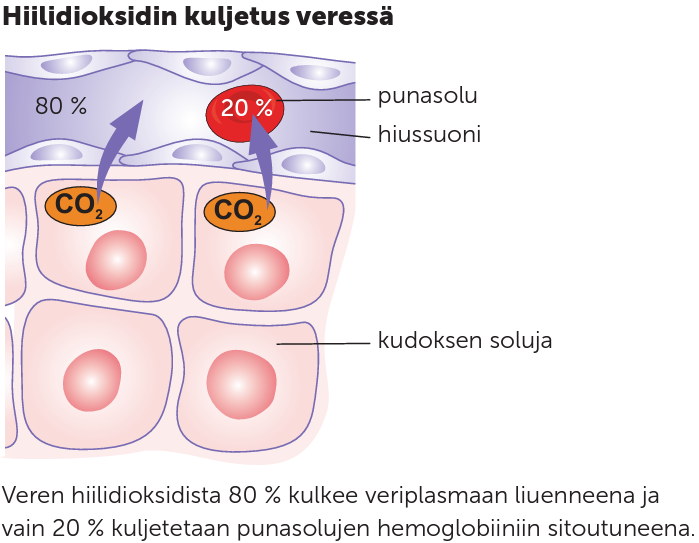 Hiilidioksidin kuljetus veressä
80 %
20 %
punasolu
hiussuoni
CO₂
CO₂
kudoksen soluja
Veren hiilidioksidista 80 % kulkee veriplasmaan liuenneena ja
vain 20 % kuljetetaan punasolujen hemoglobiiniin sitoutuneena.